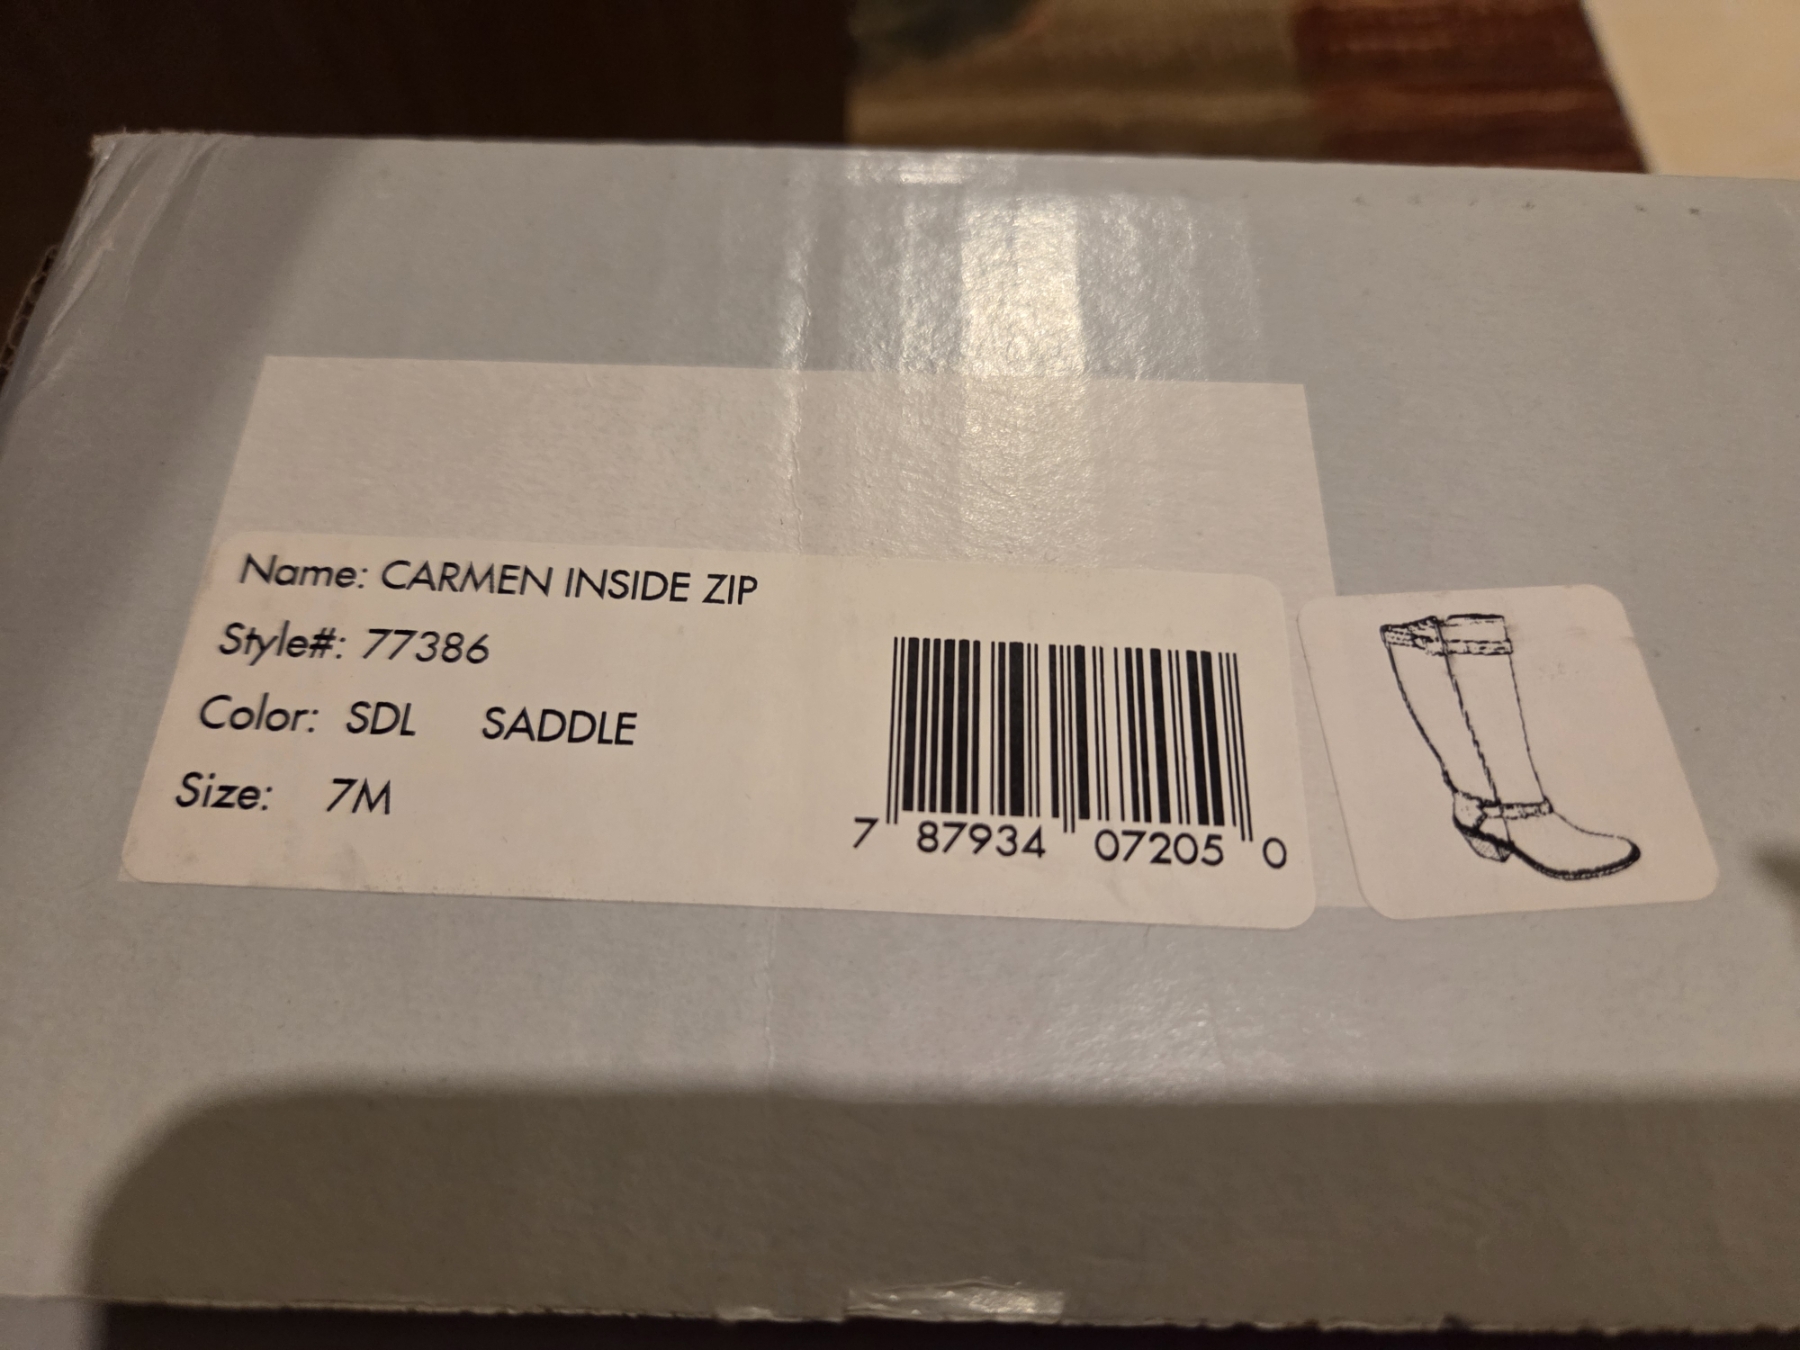 Name: CARMEN INSIDE ZIP
Style#: 77386
Color: SDL SADDLE
Size: 7M
7 87934 07205 0